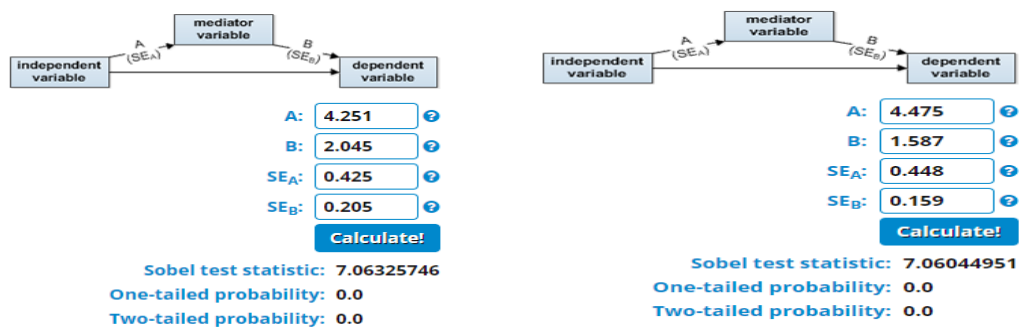 mediator
variable
A
(SEA)
B
(SEB)
independent
variable
dependent
variable
A: 4.251 ?
B: 2.045 ?
SEA: 0.425 ?
SEB: 0.205 ?
Calculate!
Sobel test statistic: 7.06325746
One-tailed probability: 0.0
Two-tailed probability: 0.0
mediator
variable
A
(SEA)
B
(SEB)
independent
variable
dependent
variable
A: 4.475 ?
B: 1.587 ?
SEA: 0.448 ?
SEB: 0.159 ?
Calculate!
Sobel test statistic: 7.06044951
One-tailed probability: 0.0
Two-tailed probability: 0.0